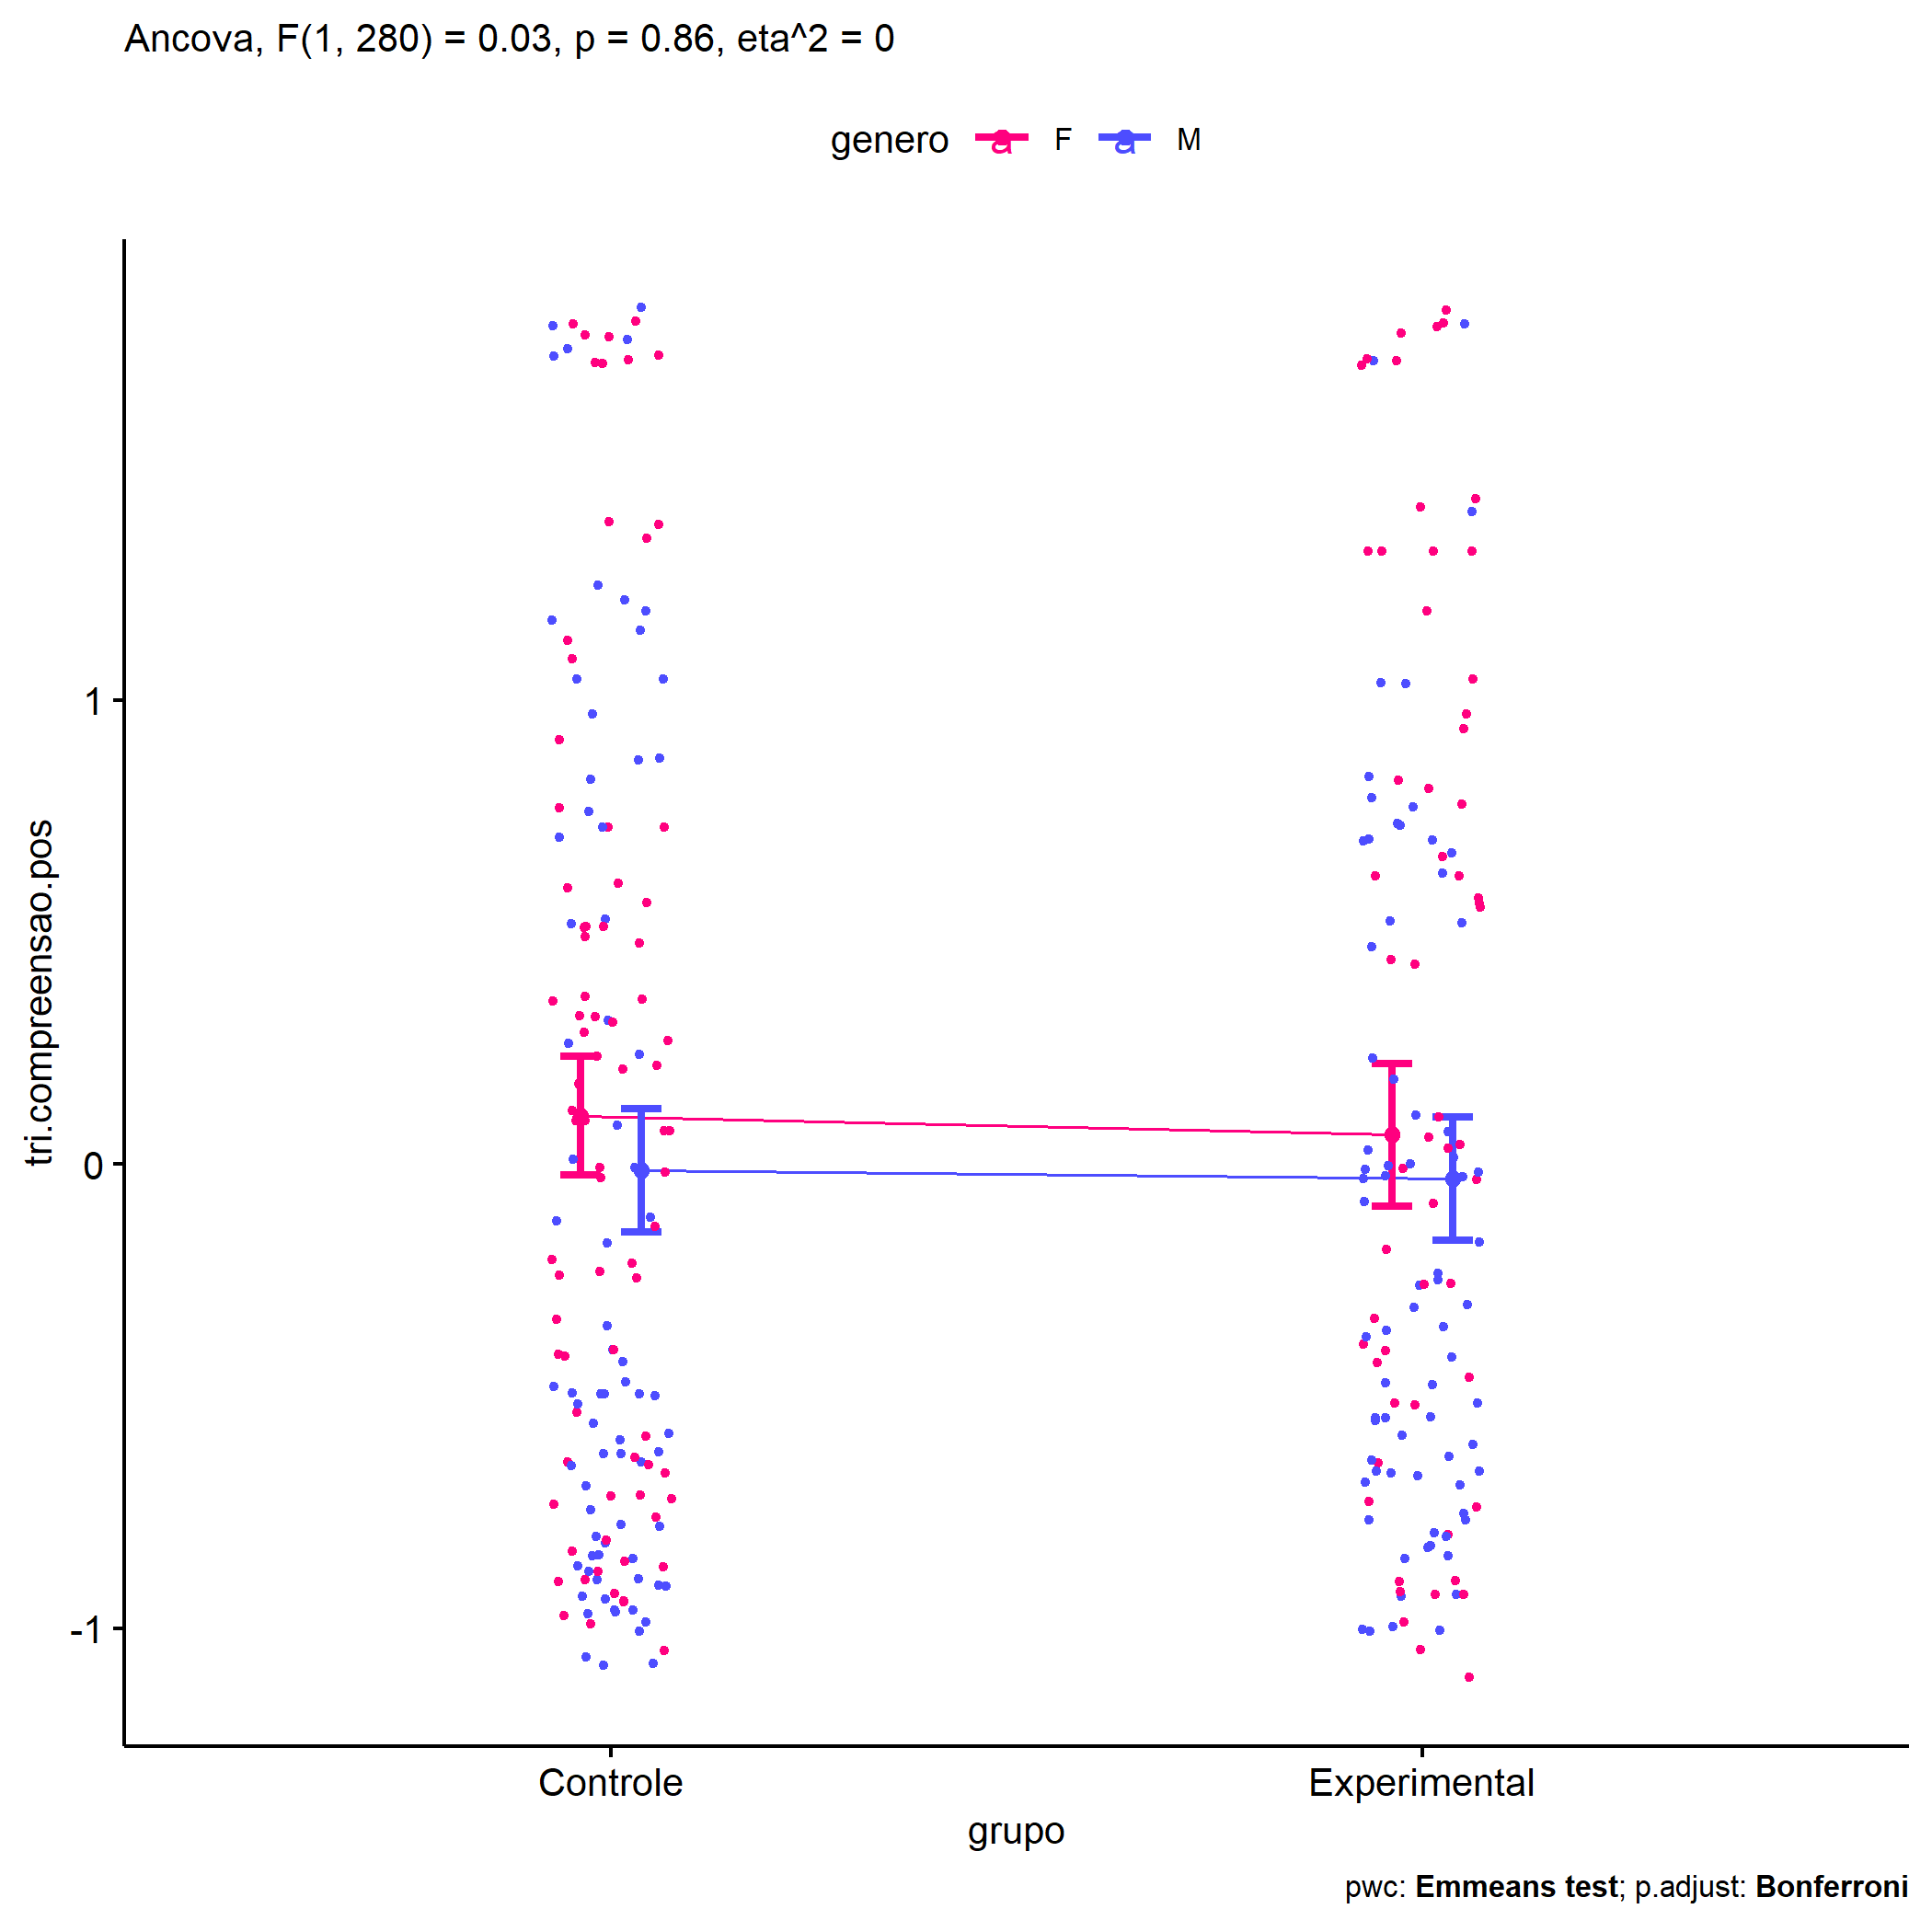 Ancova, F(1, 280) = 0.03, p = 0.86, eta^2 = 0
genero a F a M
tri.compreensao.pos
1
0
-1
Controle Experimental
grupo
pwc: Emmeans test; p.adjust: Bonferroni